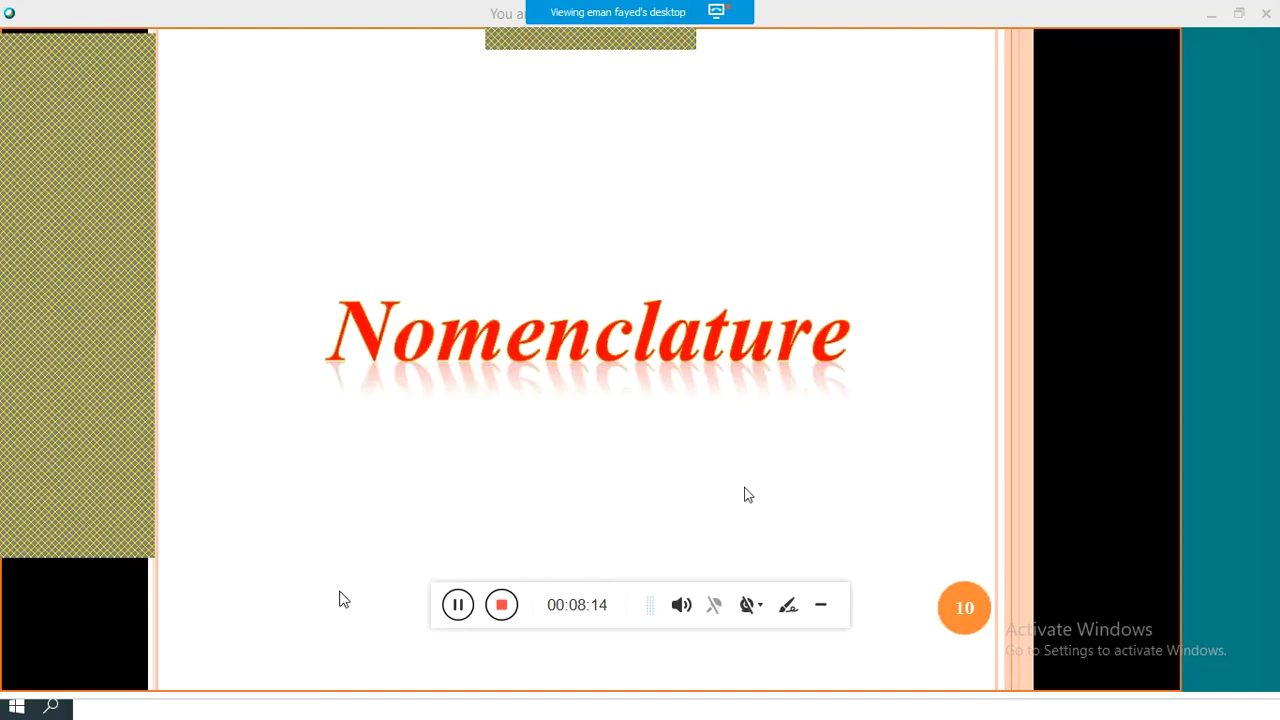 You a
Viewing eman fayed's desktop
Nomenclature
00:08:14
10
Activate Windows
Go to Settings to activate Windows.